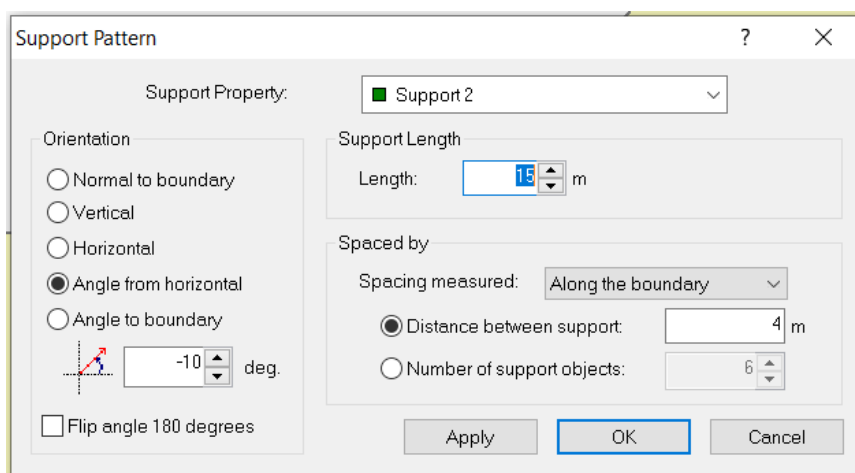 Support Pattern ?
Support Property: Support 2
Orientation
Normal to boundary
Vertical
Horizontal
Angle from horizontal
Angle to boundary
-10 deg.
Flip angle 180 degrees
Support Length
Length: 15 m
Spaced by
Spacing measured: Along the boundary
Distance between support: 4 m
Number of support objects: 6
Apply OK Cancel